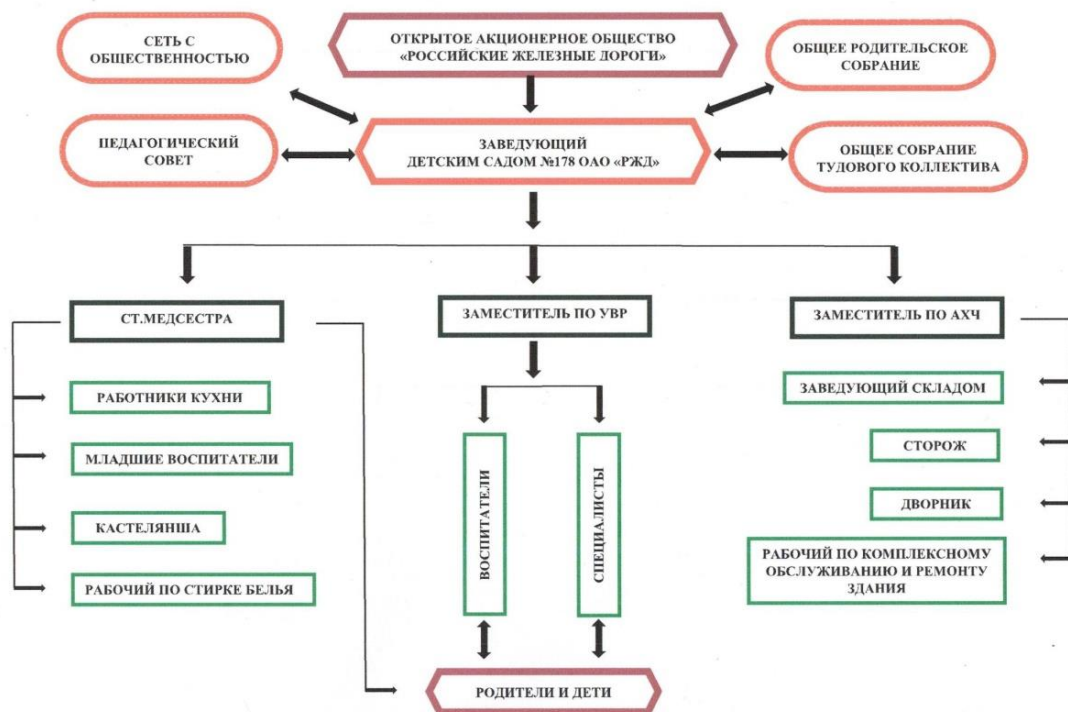 СЕТЬ С
ОБЩЕСТВЕННОСТЬЮ
ОТКРЫТОЕ АКЦИОНЕРНОЕ ОБЩЕСТВО
«РОССИЙСКИЕ ЖЕЛЕЗНЫЕ ДОРОГИ»
ОБЩЕЕ РОДИТЕЛЬСКОЕ
СОБРАНИЕ
ПЕДАГОГИЧЕСКИЙ
СОВЕТ
ЗАВЕДУЮЩИЙ
ДЕТСКИМ САДОМ №178 ОАО «РЖД»
ОБЩЕЕ СОБРАНИЕ
ТУДОВОГО КОЛЛЕКТИВА
СТ.МЕДСЕСТРА
ЗАМЕСТИТЕЛЬ ПО УВР
ЗАМЕСТИТЕЛЬ ПО АХЧ
РАБОТНИКИ КУХНИ
МЛАДШИЕ ВОСПИТАТЕЛИ
КАСТЕЛЯНША
РАБОЧИЙ ПО СТИРКЕ БЕЛЬЯ
ВОСПИТАТЕЛИ
СПЕЦИАЛИСТЫ
ЗАВЕДУЮЩИЙ СКЛАДОМ
СТОРОЖ
ДВОРНИК
РАБОЧИЙ ПО КОМПЛЕКСНОМУ
ОБСЛУЖИВАНИЮ И РЕМОНТУ
ЗДАНИЯ
РОДИТЕЛИ И ДЕТИ